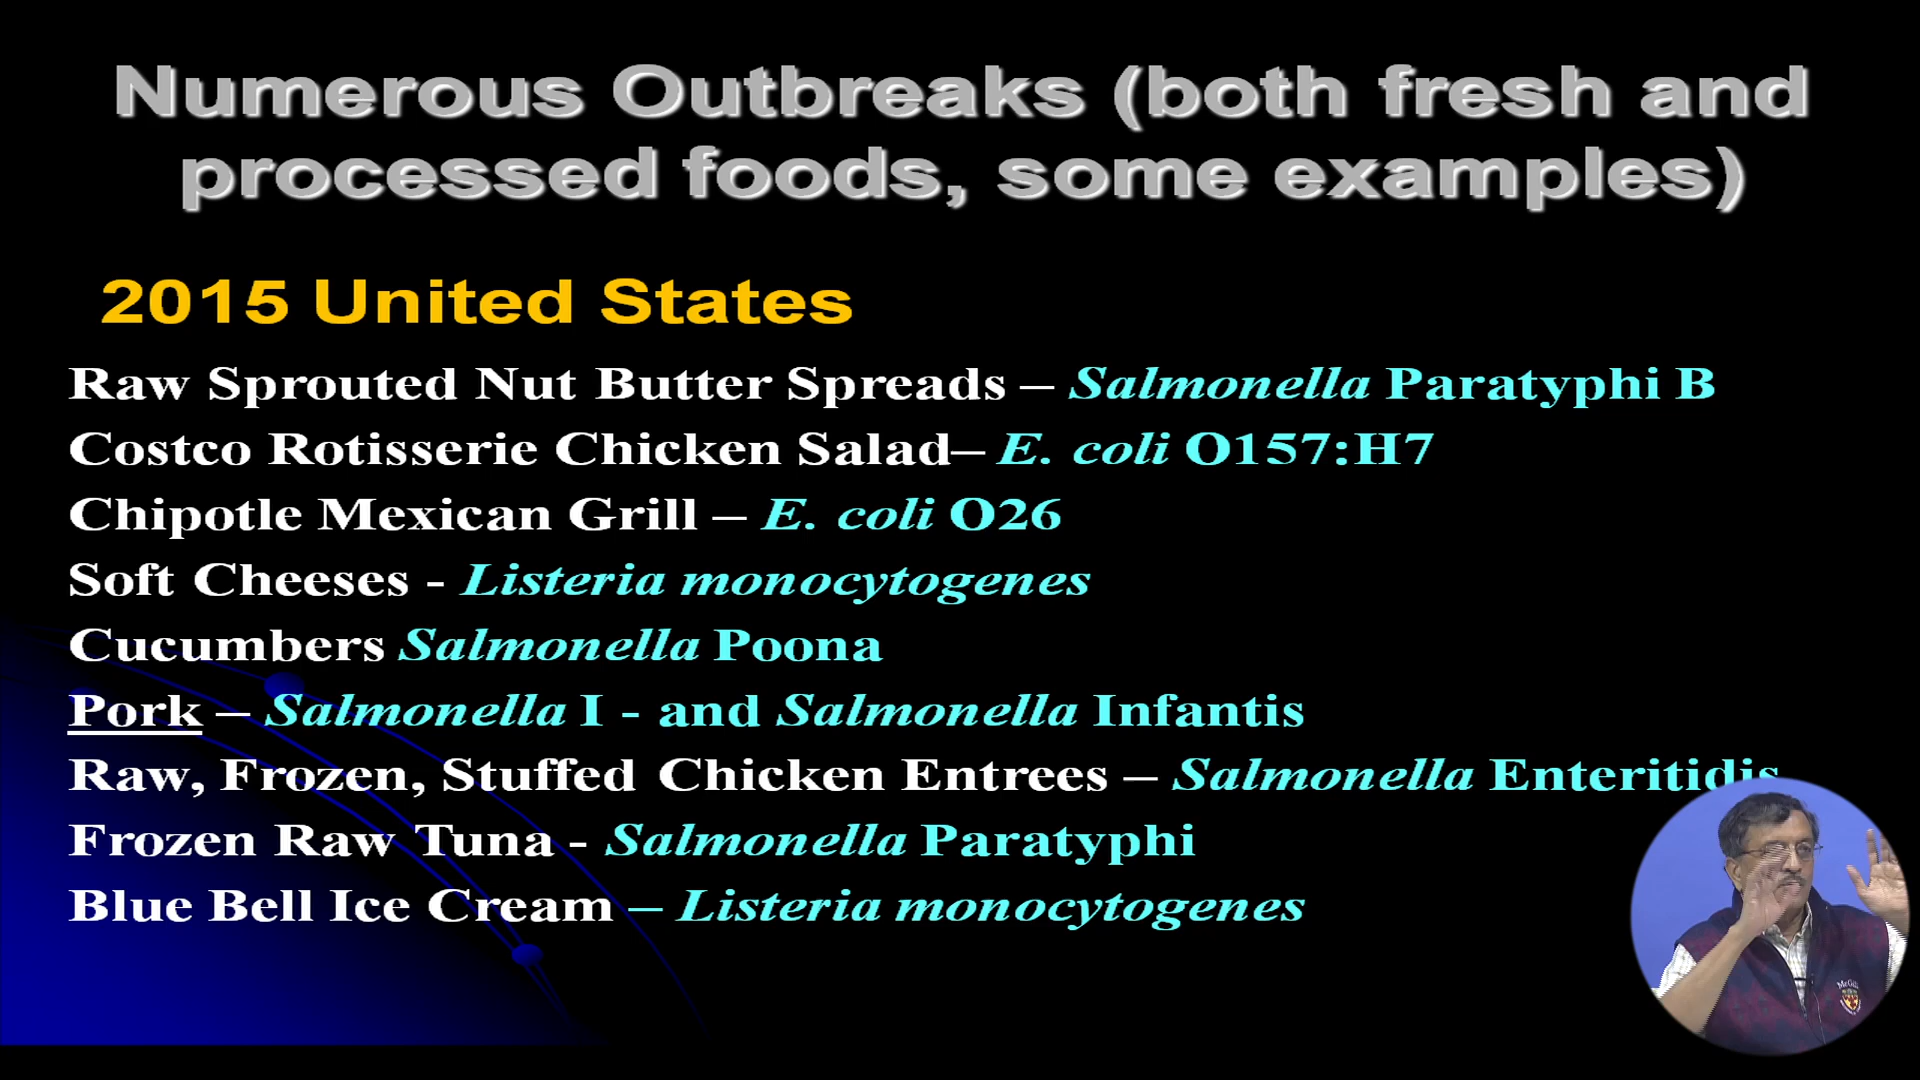 Numerous Outbreaks (both fresh and
processed foods, some examples)
2015 United States
Raw Sprouted Nut Butter Spreads – Salmonella Paratyphi B
Costco Rotisserie Chicken Salad– E. coli O157:H7
Chipotle Mexican Grill – E. coli O26
Soft Cheeses - Listeria monocytogenes
Cucumbers Salmonella Poona
Pork – Salmonella I - and Salmonella Infantis
Raw, Frozen, Stuffed Chicken Entrees – Salmonella Enteritidis
Frozen Raw Tuna - Salmonella Paratyphi
Blue Bell Ice Cream – Listeria monocytogenes